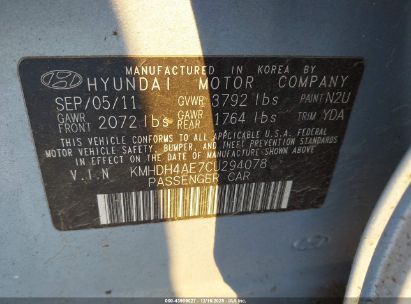 MANUFACTURED IN KOREA BY
HYUNDAI MOTOR COMPANY
SEP/05/11 GVWR 3792 lbs PAINT N2U
GAWR FRONT 2072 lbs GAWR REAR 1764 lbs TRIM YDA
THIS VEHICLE CONFORMS TO ALL APPLICABLE U.S.A. FEDERAL
MOTOR VEHICLE SAFETY, BUMPER, AND THEFT PREVENTION
STANDARDS IN EFFECT ON THE DATE OF MANUFACTURE
SHOWN ABOVE.
V.I.N KMHDH4AE7CU294078
PASSENGER CAR